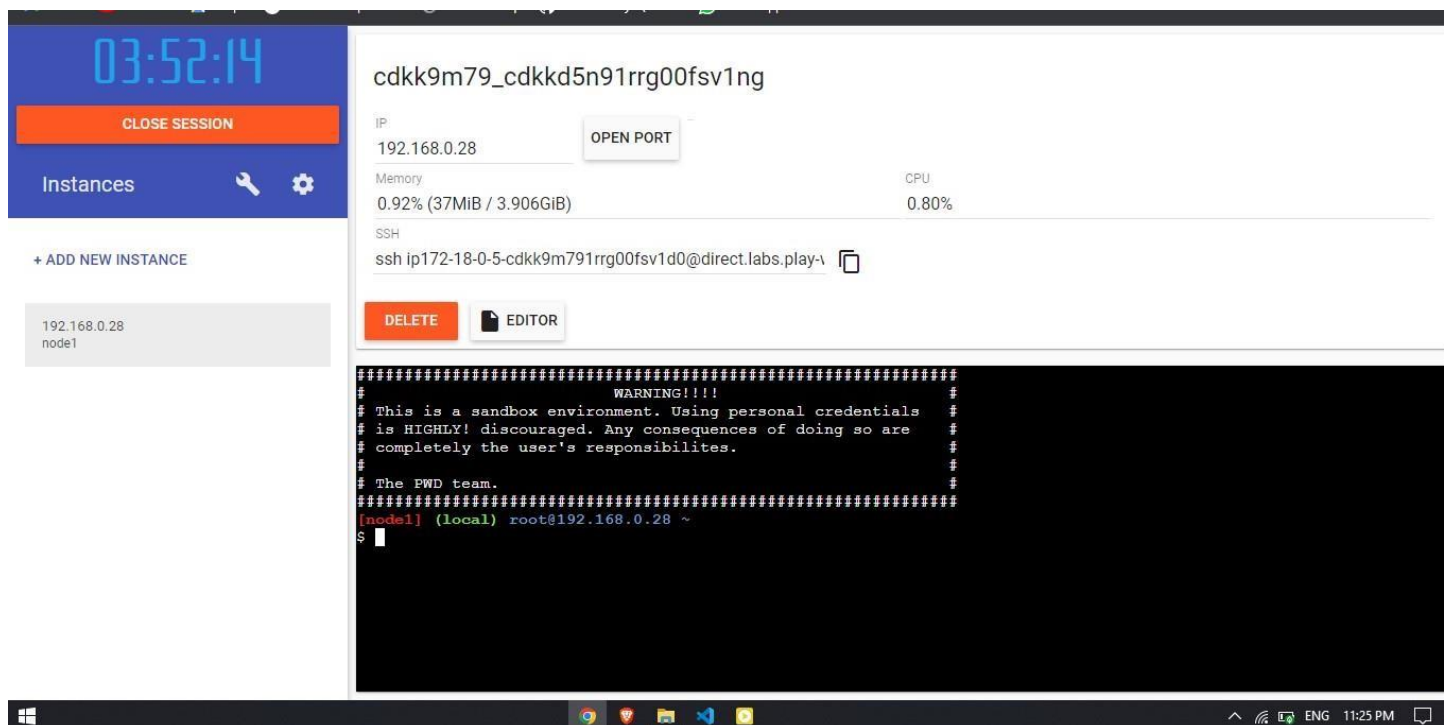 03:52:14
CLOSE SESSION
Instances
+ ADD NEW INSTANCE
192.168.0.28
node1
cdkk9m79_cdkkd5n91rrg00fsv1ng
IP
192.168.0.28
OPEN PORT
Memory
0.92% (37MiB / 3.906GiB)
CPU
0.80%
SSH
ssh ip172-18-0-5-cdkk9m791rrg00fsv1d0@direct.labs.play-
DELETE
EDITOR
###############################################################
# WARNING!!!! #
# This is a sandbox environment. Using personal credentials #
# is HIGHLY! discouraged. Any consequences of doing so are #
# completely the user's responsibilites. #
# #
# The PWD team. #
###############################################################
[node1] (local) root@192.168.0.28 ~
$
ENG 11:25 PM